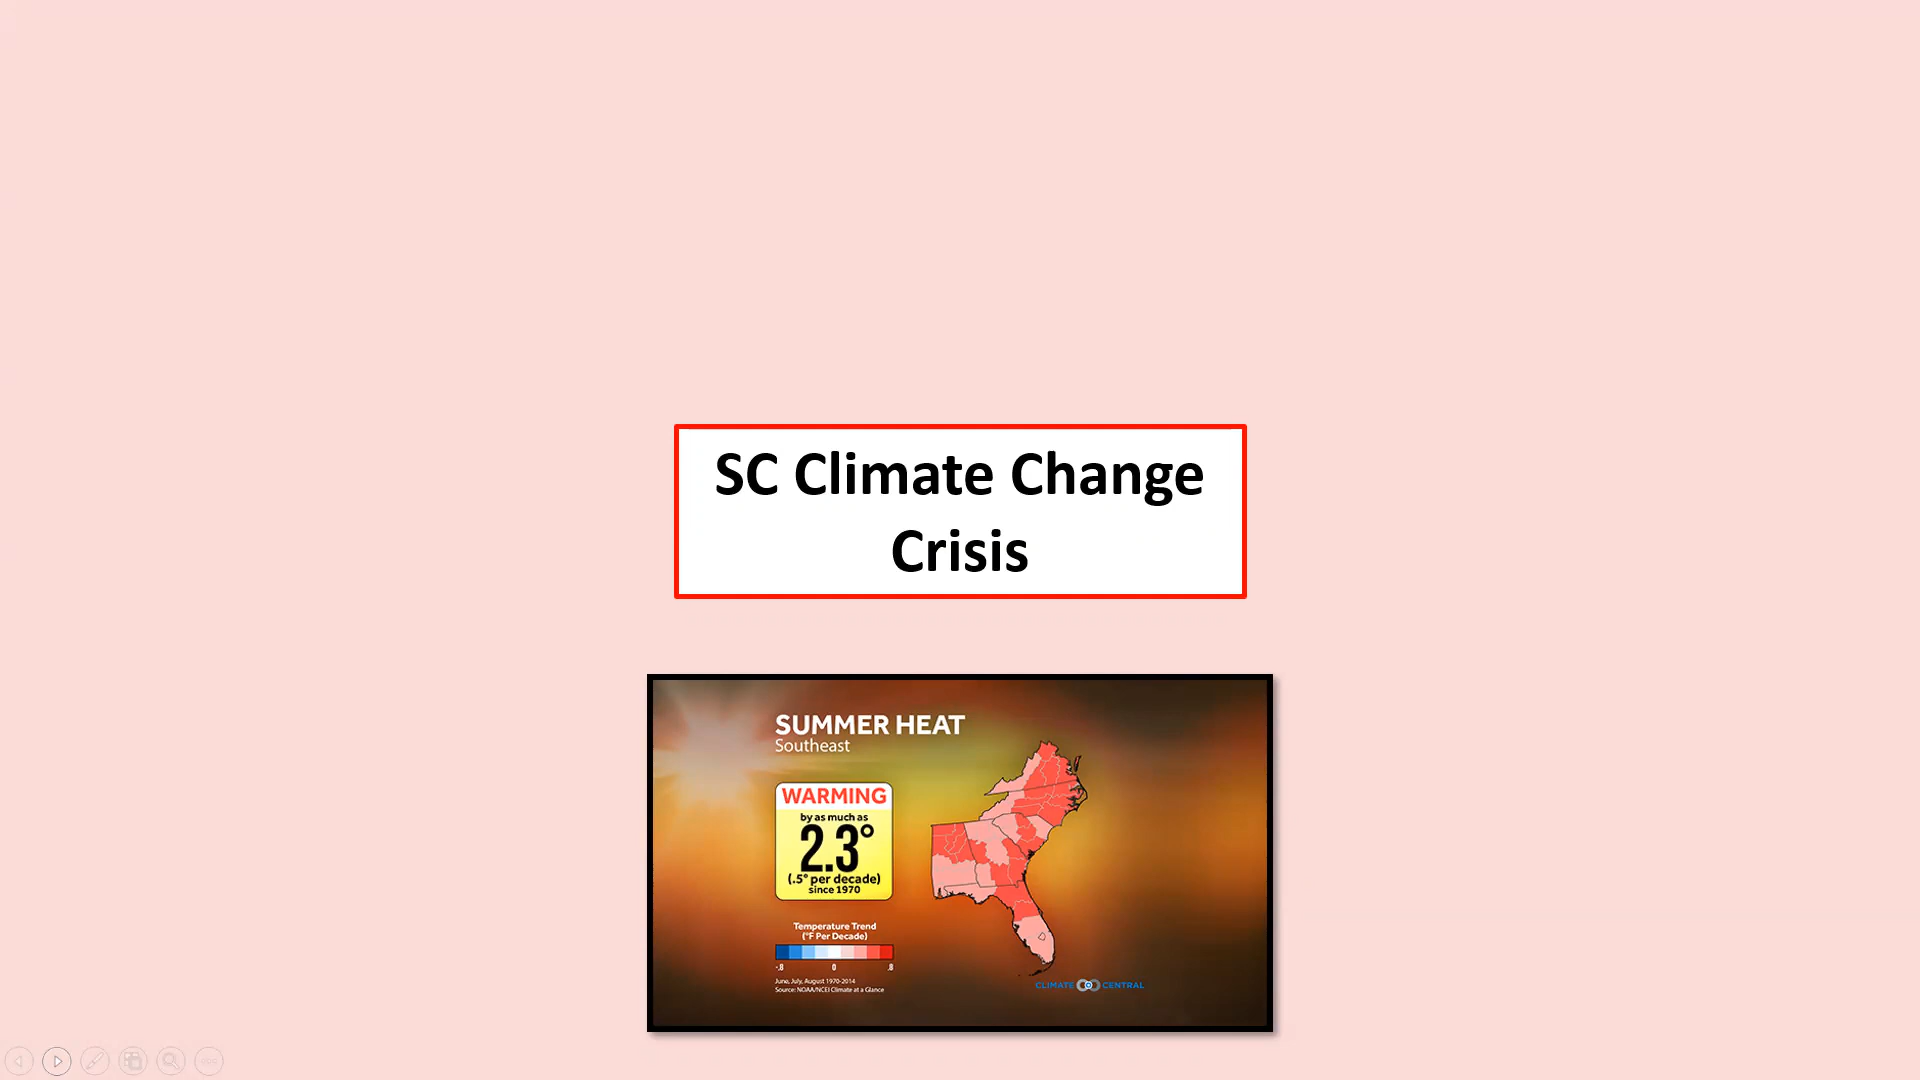 SC Climate Change
Crisis
SUMMER HEAT
Southeast
WARMING
by as much as
2.3°
(.5° per decade)
since 1970
Temperature Trend
(°F Per Decade)
-.8 0 .8
June, July, August 1970-2014
Source: NOAA/NCEI Climate at a Glance
CLIMATE CENTRAL